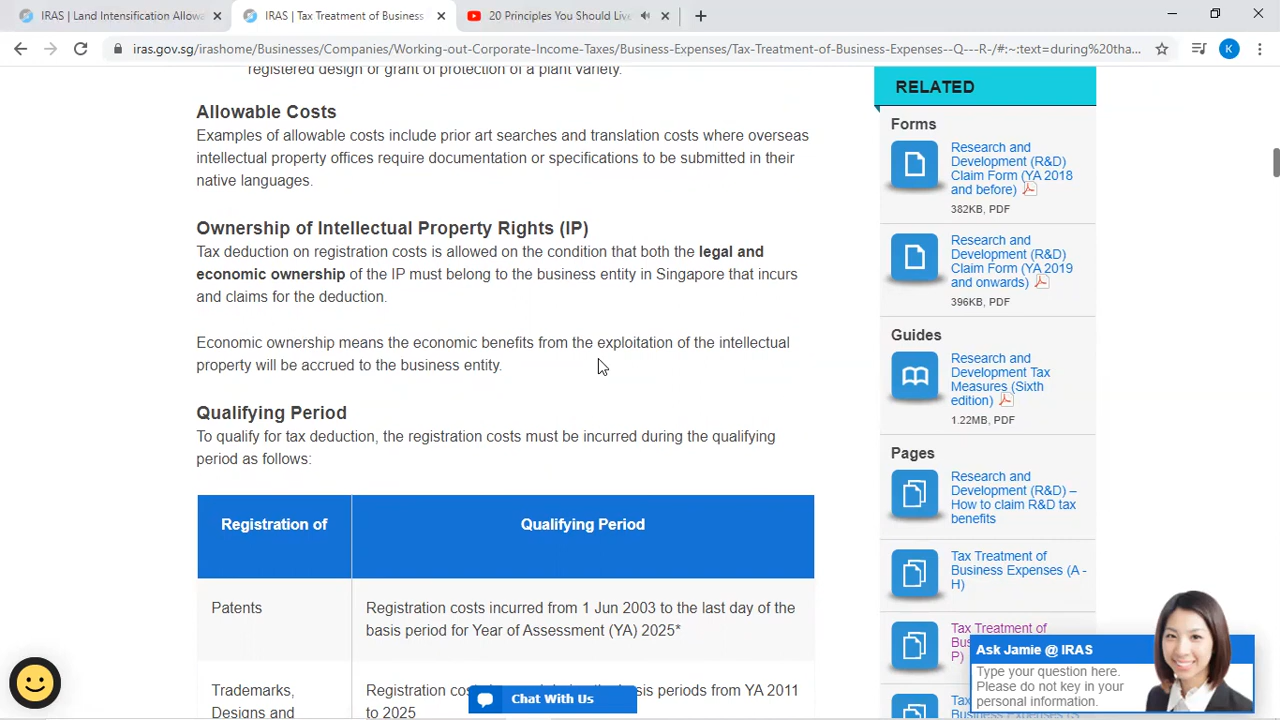 IRAS | Land Intensification Allowa
IRAS | Tax Treatment of Business
20 Principles You Should Live
iras.gov.sg/irashome/Businesses/Companies/Working-out-Corporate-Income-Taxes/Business-Expenses/Tax-Treatment-of-Business-Expenses--Q---R-/#:~:text=during%20tha...
K
registered design or grant of protection of a plant variety.
Allowable Costs
Examples of allowable costs include prior art searches and translation costs where overseas
intellectual property offices require documentation or specifications to be submitted in their
native languages.
Ownership of Intellectual Property Rights (IP)
Tax deduction on registration costs is allowed on the condition that both the legal and
economic ownership of the IP must belong to the business entity in Singapore that incurs
and claims for the deduction.
Economic ownership means the economic benefits from the exploitation of the intellectual
property will be accrued to the business entity.
Qualifying Period
To qualify for tax deduction, the registration costs must be incurred during the qualifying
period as follows:
Registration of
Qualifying Period
Patents
Registration costs incurred from 1 Jun 2003 to the last day of the
basis period for Year of Assessment (YA) 2025*
Trademarks,
Designs and
Registration
basis periods from YA 2011
to 2025
Chat With Us
RELATED
Forms
Research and
Development (R&D)
Claim Form (YA 2018
and before)
382KB, PDF
Research and
Development (R&D)
Claim Form (YA 2019
and onwards)
396KB, PDF
Guides
Research and
Development Tax
Measures (Sixth
edition)
1.22MB, PDF
Pages
Research and
Development (R&D) –
How to claim R&D tax
benefits
Tax Treatment of
Business Expenses (A -
H)
Tax Treatment of
P)
Ask Jamie @ IRAS
Type your question here.
Please do not key in your
personal information.